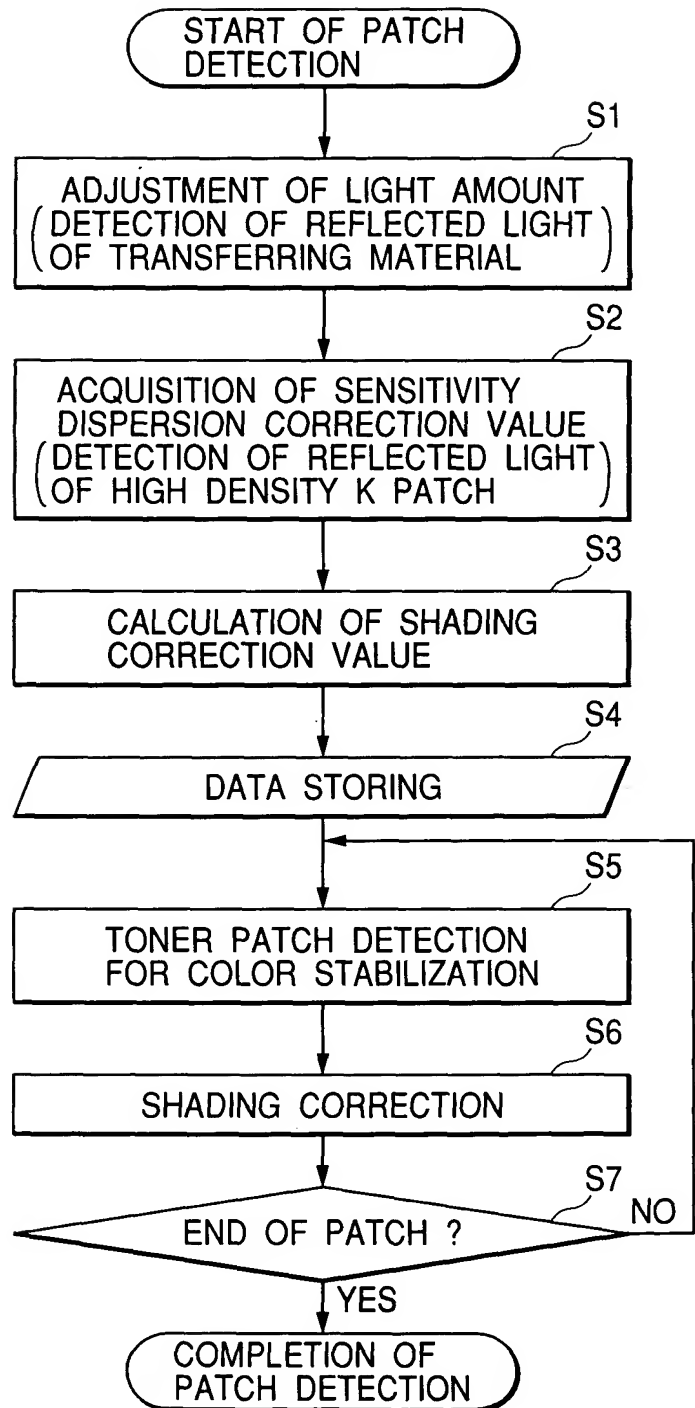 START OF PATCH
DETECTION
S1
ADJUSTMENT OF LIGHT AMOUNT
(DETECTION OF REFLECTED LIGHT
OF TRANSFERRING MATERIAL)
S2
ACQUISITION OF SENSITIVITY
DISPERSION CORRECTION VALUE
(DETECTION OF REFLECTED LIGHT
OF HIGH DENSITY K PATCH)
S3
CALCULATION OF SHADING
CORRECTION VALUE
S4
DATA STORING
S5
TONER PATCH DETECTION
FOR COLOR STABILIZATION
S6
SHADING CORRECTION
S7
END OF PATCH ?
NO
YES
COMPLETION OF
PATCH DETECTION